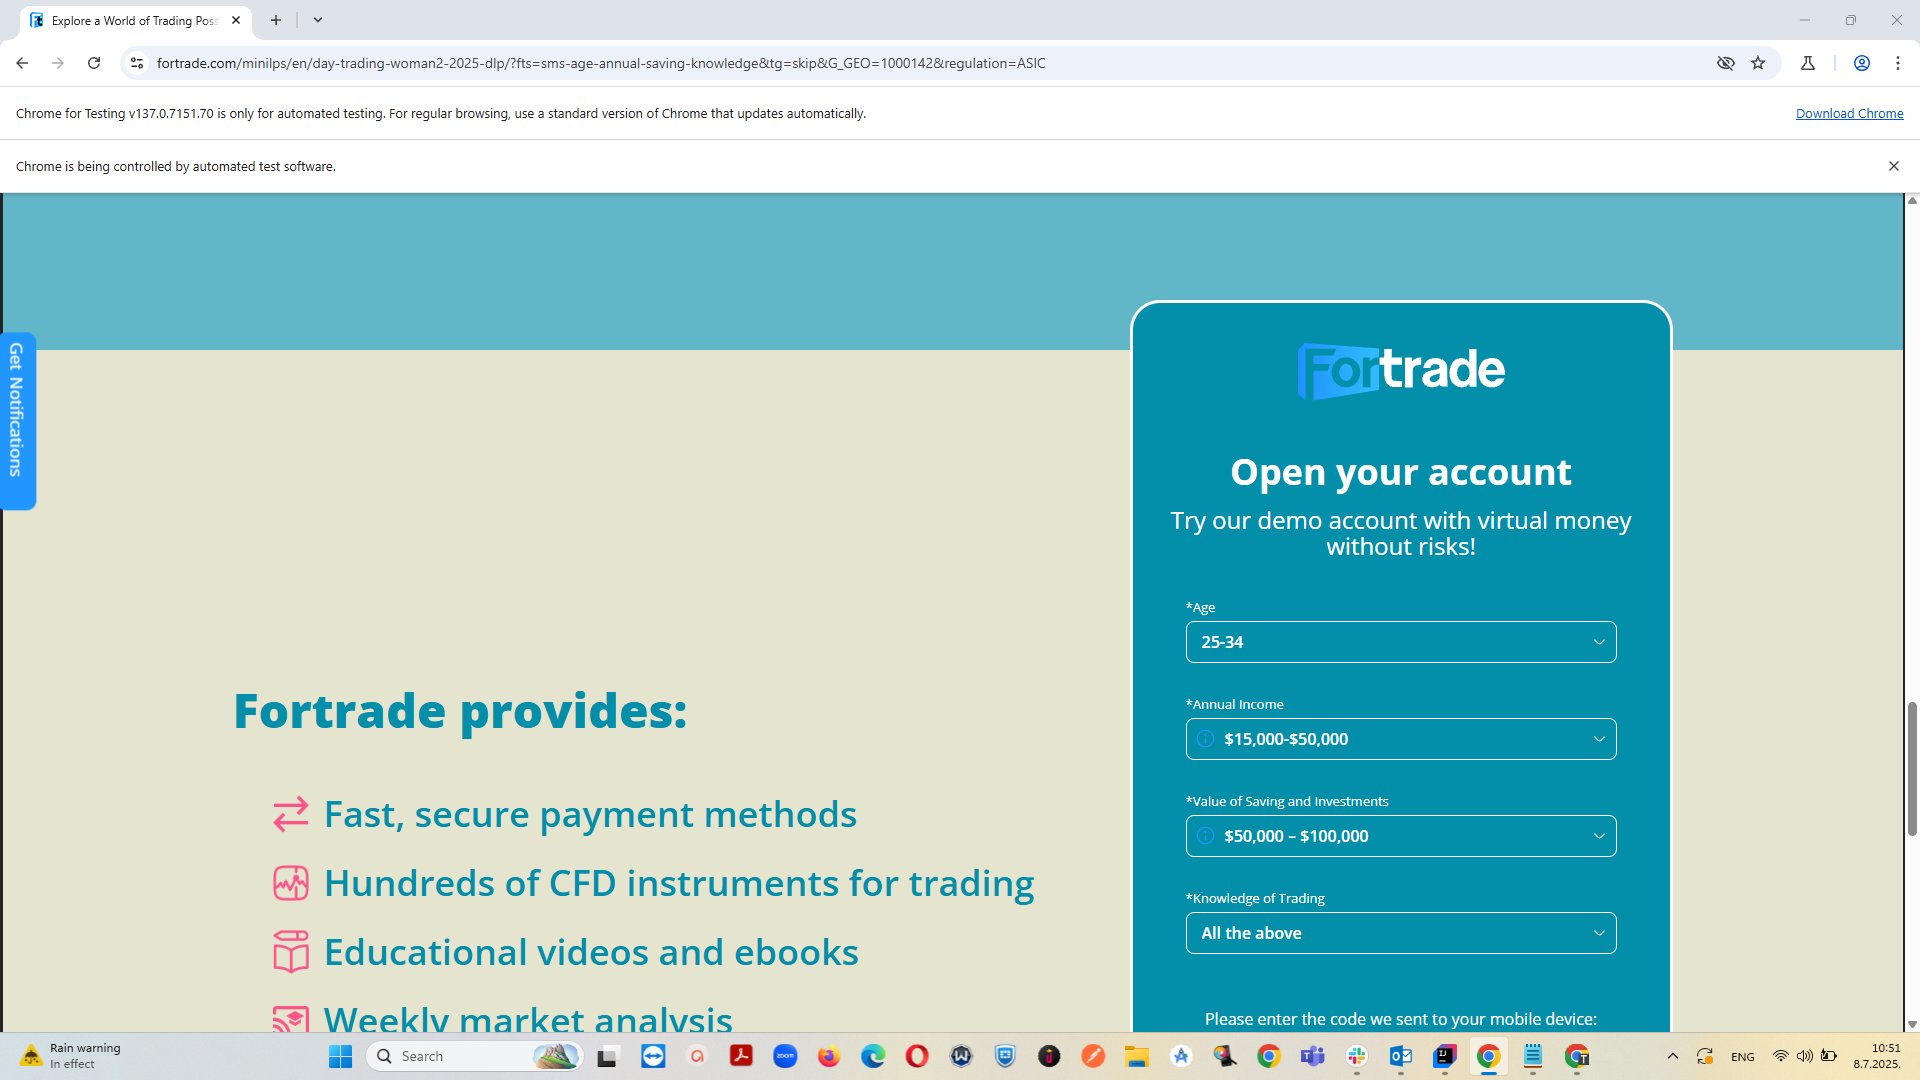 Explore a World of Trading Poss
fortrade.com/minilps/en/day-trading-woman2-2025-dlp/?fts=sms-age-annual-saving-knowledge&tg=skip&G_GEO=1000142&regulation=ASIC
Chrome for Testing v137.0.7151.70 is only for automated testing. For regular browsing, use a standard version of Chrome that updates automatically.
Download Chrome
Chrome is being controlled by automated test software.
Get Notifications
Fortrade
Open your account
Try our demo account with virtual money
without risks!
*Age
25-34
*Annual Income
$15,000-$50,000
*Value of Saving and Investments
$50,000 – $100,000
*Knowledge of Trading
All the above
Please enter the code we sent to your mobile device:
Fortrade provides:
Fast, secure payment methods
Hundreds of CFD instruments for trading
Educational videos and ebooks
Weekly market analysis
Rain warning
In effect
Search
zoom
ENG
10:51
8.7.2025.